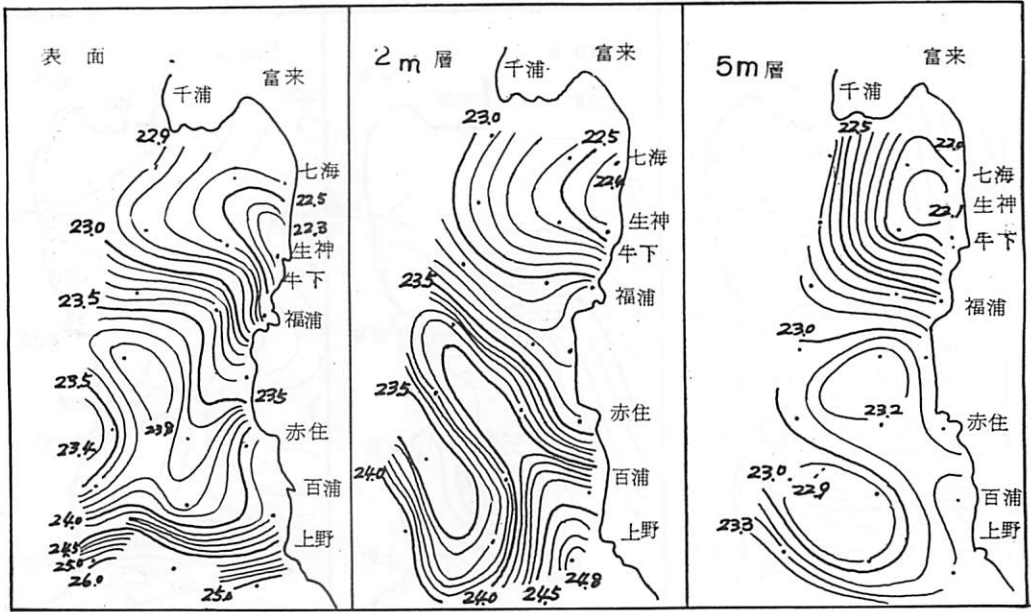 表面
千浦
富来
22.9
七海
22.5
22.3
23.0
生神
牛下
23.5
福浦
23.5
23.5
23.8
赤住
23.4
百浦
24.0
上野
24.5
25.0
26.0
25.0
2m層
千浦
富来
23.0
22.5
七海
22.4
生神
牛下
23.5
福浦
23.5
赤住
24.0
百浦
上野
24.8
24.0
24.5
5m層
富来
千浦
22.5
22.0
七海
生神
22.1
牛下
福浦
23.0
23.2
赤住
23.0
22.9
百浦
23.3
上野